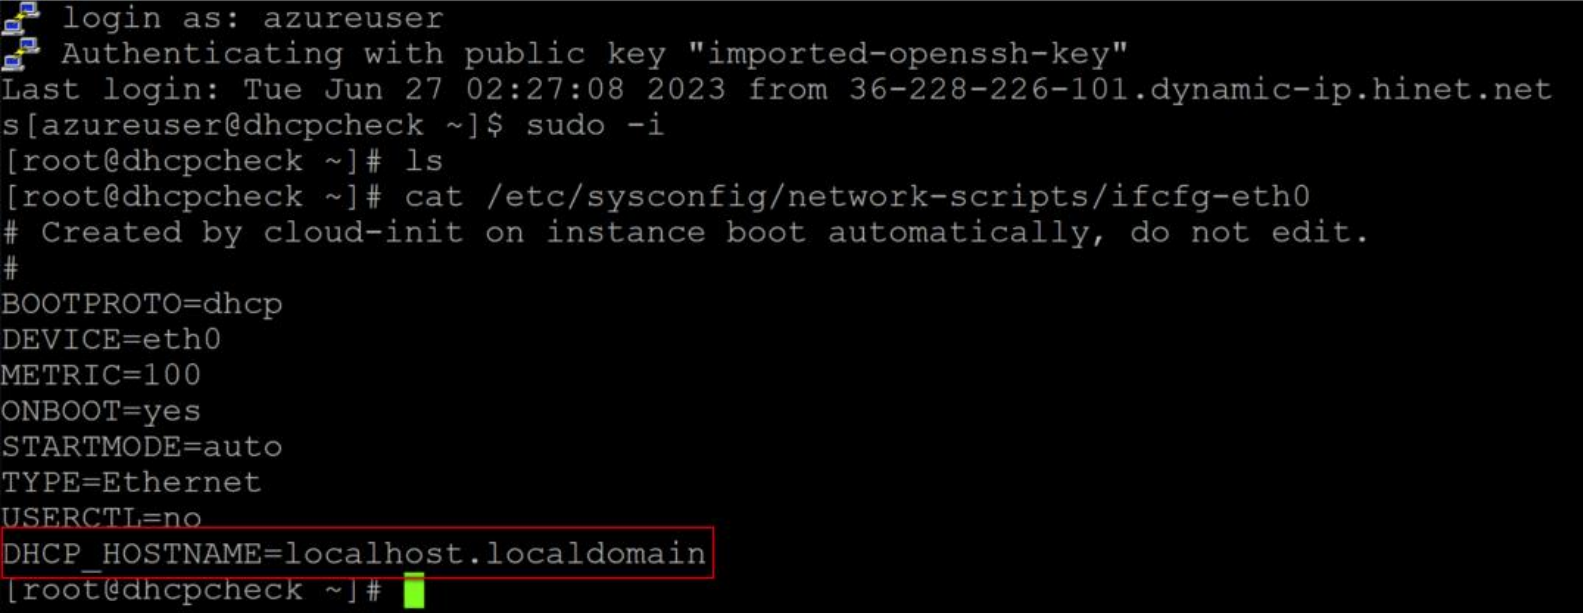 login as: azureuser
Authenticating with public key "imported-openssh-key"
Last login: Tue Jun 27 02:27:08 2023 from 36-228-226-101.dynamic-ip.hinet.net
s[azureuser@dhcpcheck ~]$ sudo -i
[root@dhcpcheck ~]# ls
[root@dhcpcheck ~]# cat /etc/sysconfig/network-scripts/ifcfg-eth0
# Created by cloud-init on instance boot automatically, do not edit.
#
BOOTPROTO=dhcp
DEVICE=eth0
METRIC=100
ONBOOT=yes
STARTMODE=auto
TYPE=Ethernet
USERCTL=no
DHCP_HOSTNAME=localhost.localdomain
[root@dhcpcheck ~]#